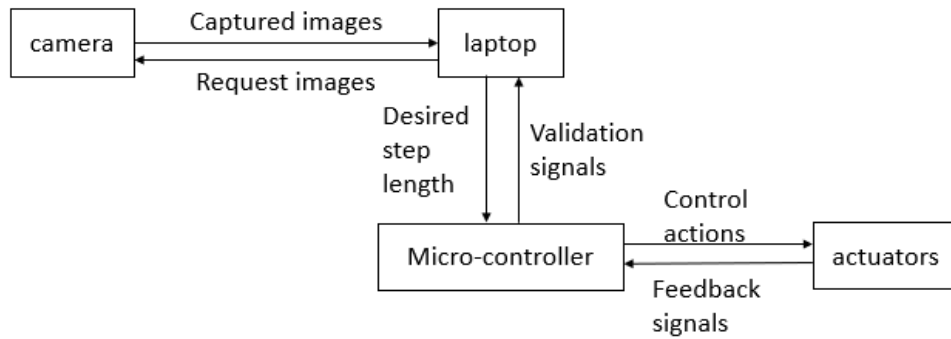 Captured images
camera
laptop
Request images
Desired
step
length
Validation
signals
Control
actions
Micro-controller
actuators
Feedback
signals